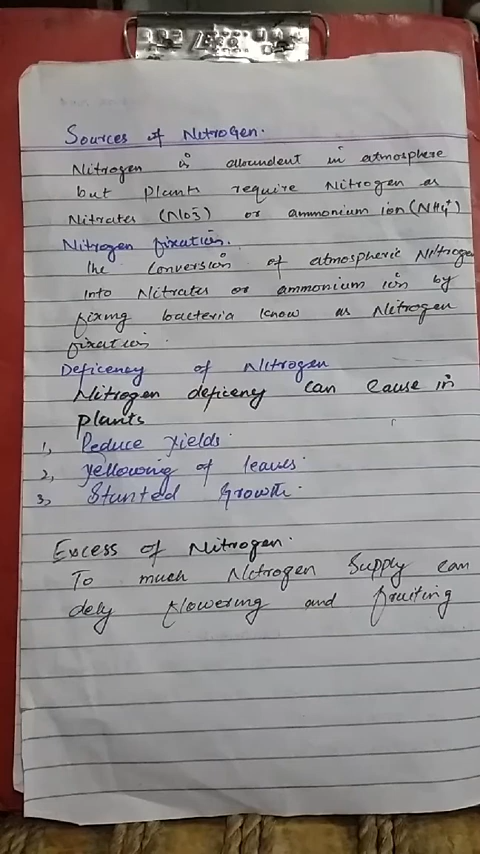 Sources of Nitrogen.
Nitrogen is abundent in atmosphere
but plants require Nitrogen as
Nitrates (No3̄) or ammonium ion (NH4+)
Nitrogen fixation.
The conversion of atmospheric Nitrogen
into Nitrates or ammonium ion by
fixing bacteria know as Nitrogen
fixation.
Deficency of Nitrogen
Nitrogen deficeny can cause in
plants
1, Reduce yields.
2, yellowing of leaves.
3, Stunted Growth.
Excess of Nitrogen.
To much Nitrogen Supply can
dely flowering and fruiting